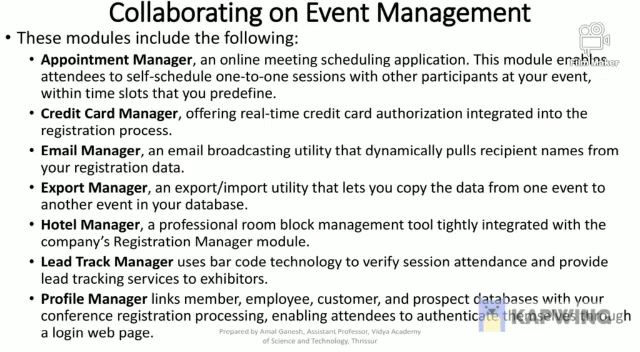 Collaborating on Event Management
• These modules include the following:
• Appointment Manager, an online meeting scheduling application. This module enables
attendees to self-schedule one-to-one sessions with other participants at your event,
within time slots that you predefine.
• Credit Card Manager, offering real-time credit card authorization integrated into the
registration process.
• Email Manager, an email broadcasting utility that dynamically pulls recipient names from
your registration data.
• Export Manager, an export/import utility that lets you copy the data from one event to
another event in your database.
• Hotel Manager, a professional room block management tool tightly integrated with the
company's Registration Manager module.
• Lead Track Manager uses bar code technology to verify session attendance and provide
lead tracking services to exhibitors.
• Profile Manager links member, employee, customer, and prospect databases with your
conference registration processing, enabling attendees to authenticate themselves through
a login web page.
Prepared by Amal Ganesh, Assistant Professor, Vidya Academy
of Science and Technology, Thrissur
KAPWING